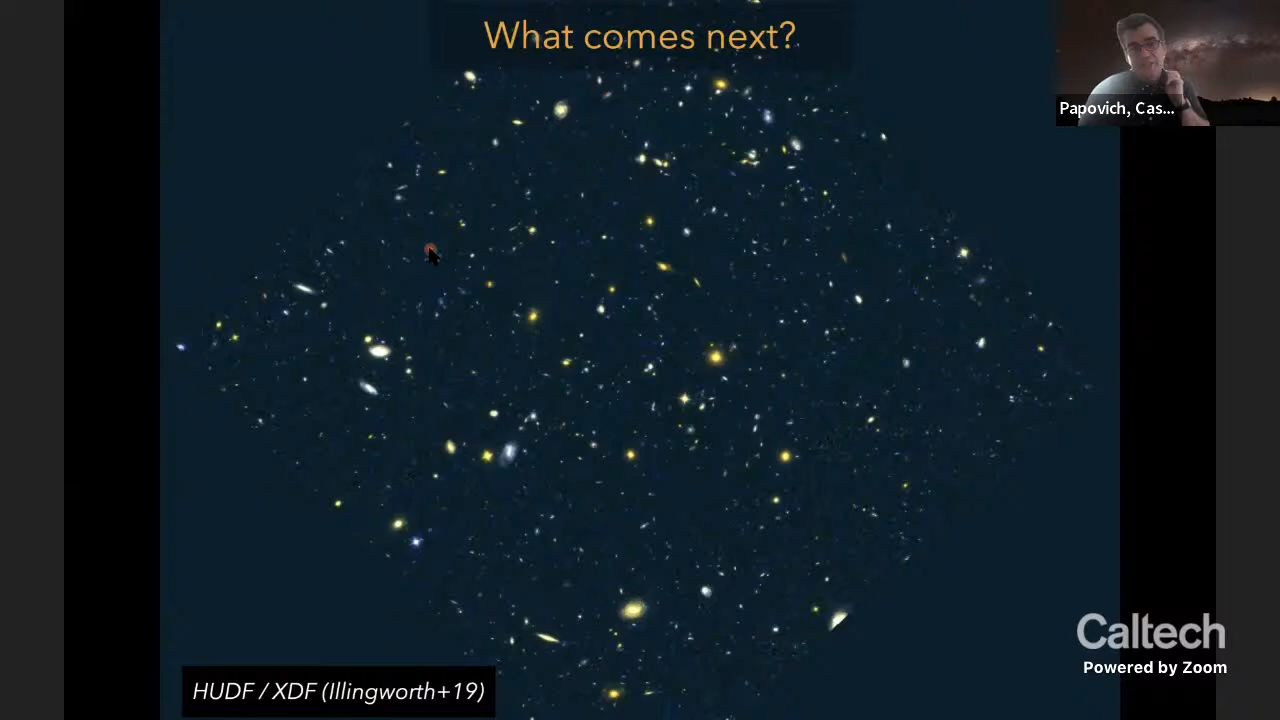 What comes next?
Papovich, Cas...
Caltech
Powered by Zoom
HUDF / XDF (Illingworth+19)